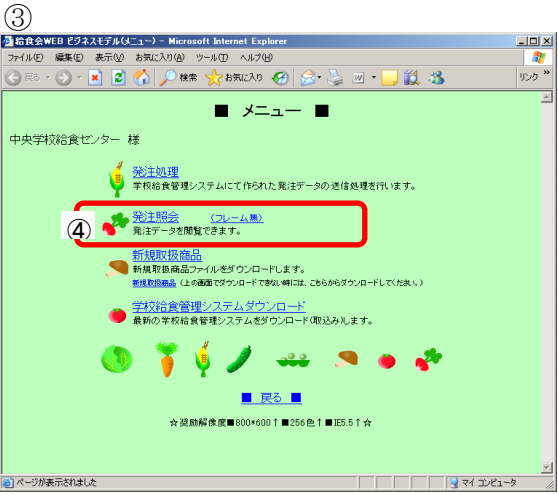 ③
給食会WEB ビジネスモデル(メニュー) - Microsoft Internet Explorer
ファイル(F) 編集(E) 表示(V) お気に入り(A) ツール(T) ヘルプ(H)
戻る 検索 お気に入り リンク »
■ メニュー ■
中央学校給食センター 様
発注処理
学校給食管理システムにて作られた発注データの送信処理を行います。
④
発注照会 (フレーム無)
発注データを閲覧できます。
新規取扱商品
新規取扱商品ファイルをダウンロードします。
新規取扱商品 (上の画面でダウンロードできない時には、こちらからダウンロードしてください。)
学校給食管理システムダウンロード
最新の学校給食管理システムをダウンロード(取込み)します。
■ 戻る ■
☆奨励解像度■800*600↑■256色↑■IE5.5↑☆
ページが表示されました マイ コンピュータ